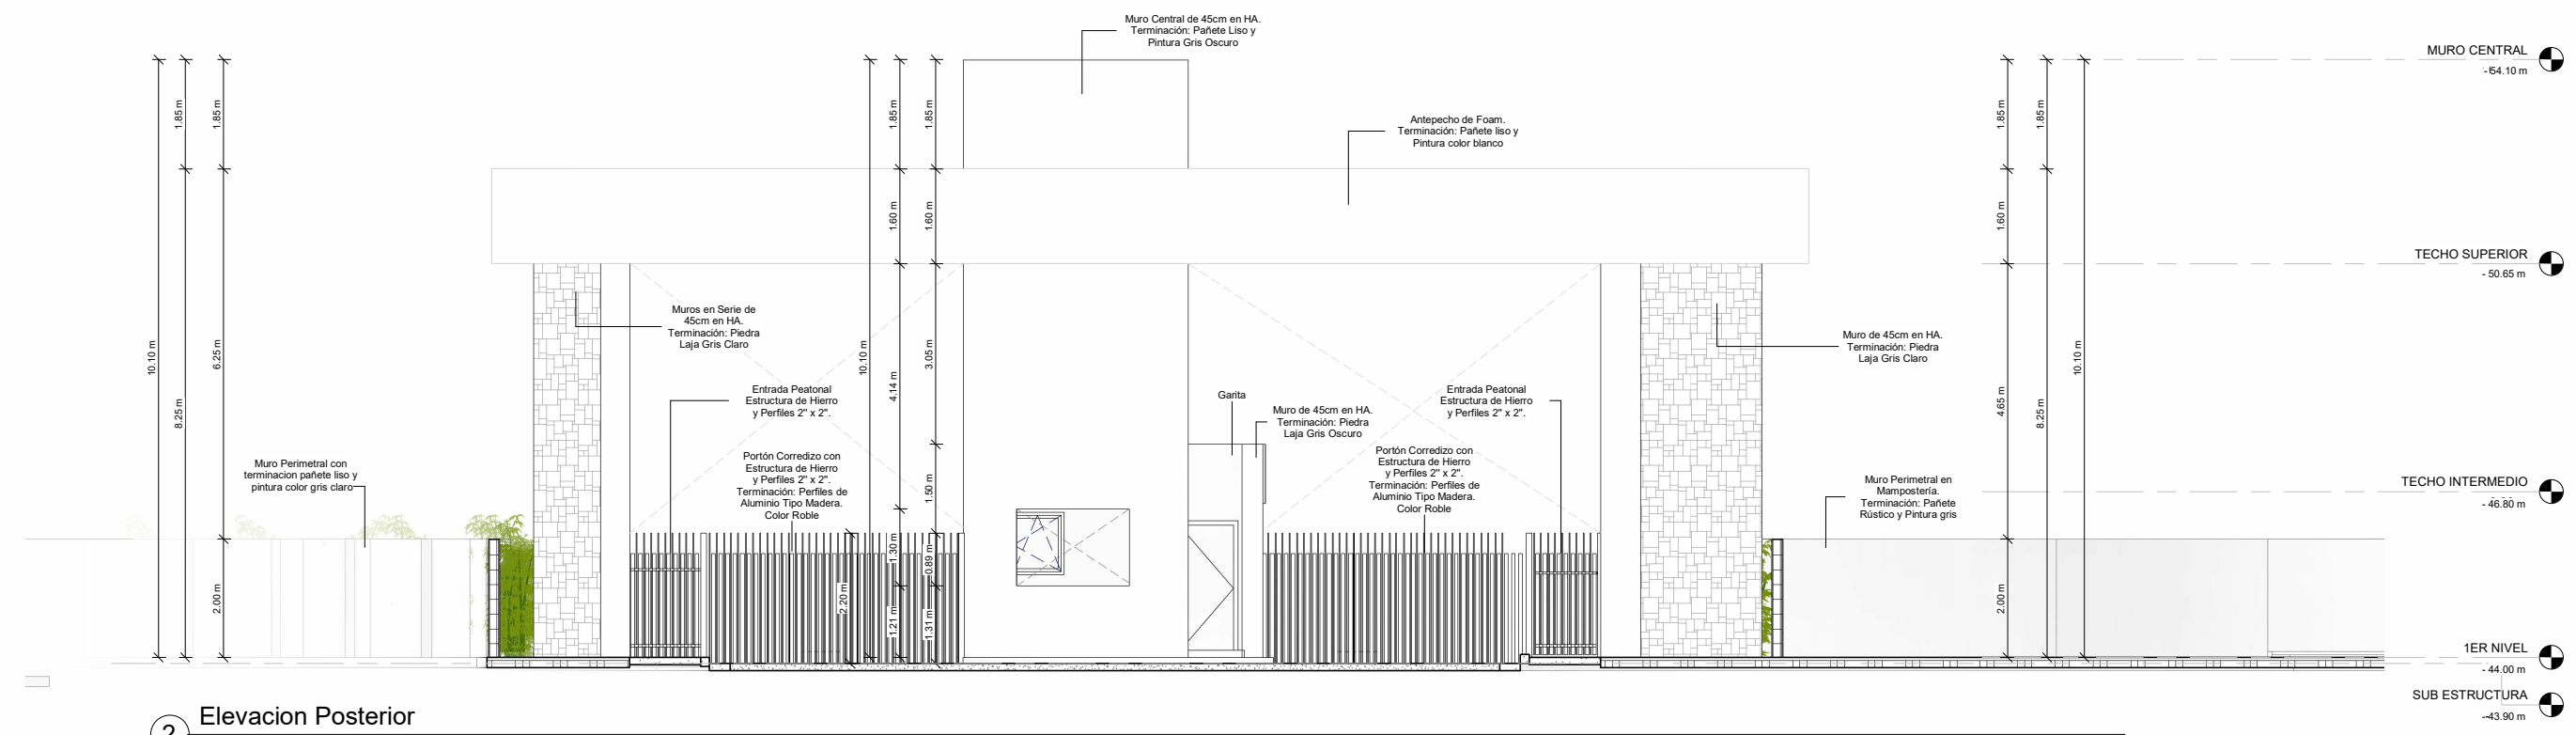 Muro Central de 45cm en HA.
Terminación: Pañete Liso y
Pintura Gris Oscuro
MURO CENTRAL
54.10 m
Antepecho de Foam.
Terminación: Pañete liso y
Pintura color blanco
1.85 m
1.85 m
1.85 m
1.85 m
1.85 m
1.85 m
1.60 m
1.60 m
1.60 m
TECHO SUPERIOR
- 50.65 m
Muros en Serie de
45cm en HA.
Terminación: Piedra
Laja Gris Claro
Muro de 45cm en HA.
Terminación: Piedra
Laja Gris Claro
10.10 m
8.25 m
6.25 m
10.10 m
4.14 m
3.05 m
4.65 m
8.25 m
10.10 m
Entrada Peatonal
Estructura de Hierro
y Perfiles 2" x 2".
Garita
Muro de 45cm en HA.
Terminación: Piedra
Laja Gris Oscuro
Entrada Peatonal
Estructura de Hierro
y Perfiles 2" x 2".
Muro Perimetral con
terminacion pañete liso y
pintura color gris claro
Portón Corredizo con
Estructura de Hierro
y Perfiles 2" x 2".
Terminación: Perfiles de
Aluminio Tipo Madera.
Color Roble
1.50 m
Portón Corredizo con
Estructura de Hierro
y Perfiles 2" x 2".
Terminación: Perfiles de
Aluminio Tipo Madera.
Color Roble
Muro Perimetral en
Mampostería.
Terminación: Pañete
Rústico y Pintura gris
TECHO INTERMEDIO
- 46.80 m
2.00 m
2.20 m
1.30 m
1.21 m
0.89 m
1.31 m
2.00 m
1ER NIVEL
- 44.00 m
SUB ESTRUCTURA
43.90 m
2
Elevacion Posterior